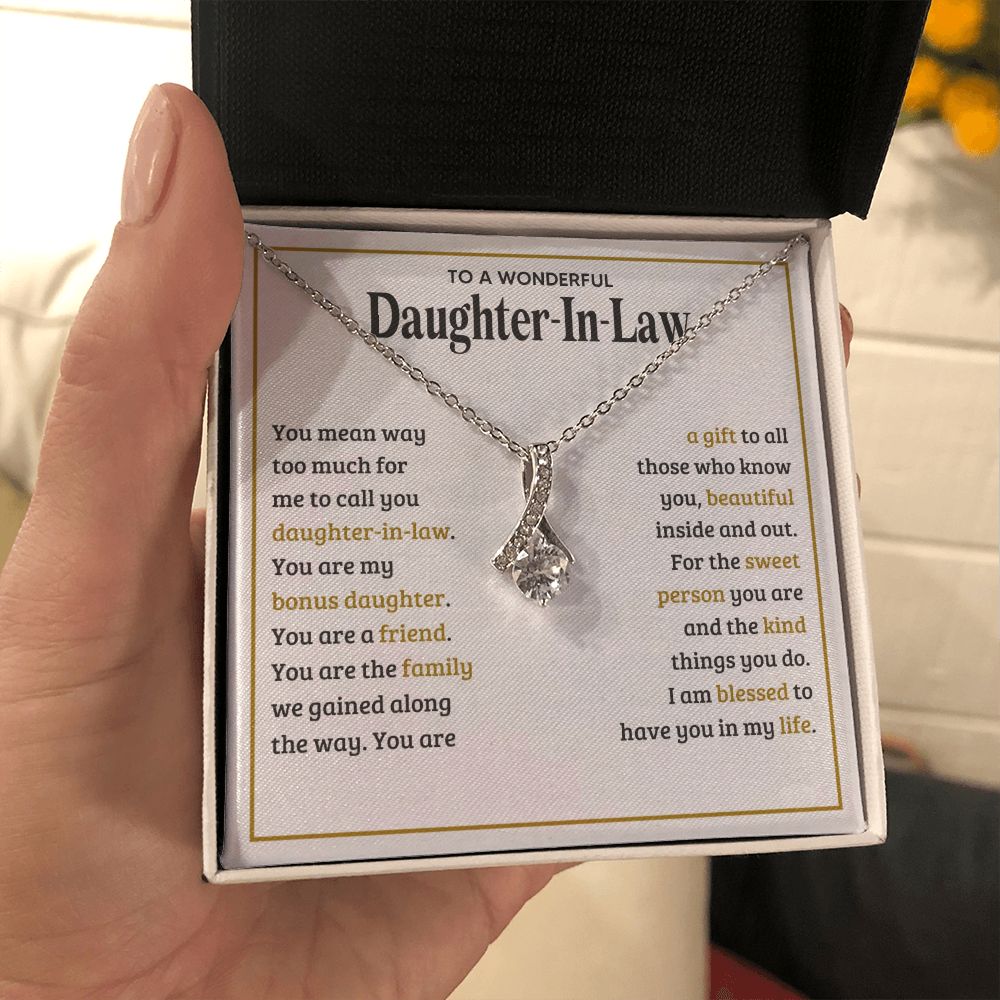 TO A WONDERFUL
Daughter-In-Law
You mean way
too much for
me to call you
daughter-in-law.
You are my
bonus daughter.
You are a friend.
You are the family
we gained along
the way. You are
a gift to all
those who know
you, beautiful
inside and out.
For the sweet
person you are
and the kind
things you do.
I am blessed to
have you in my life.